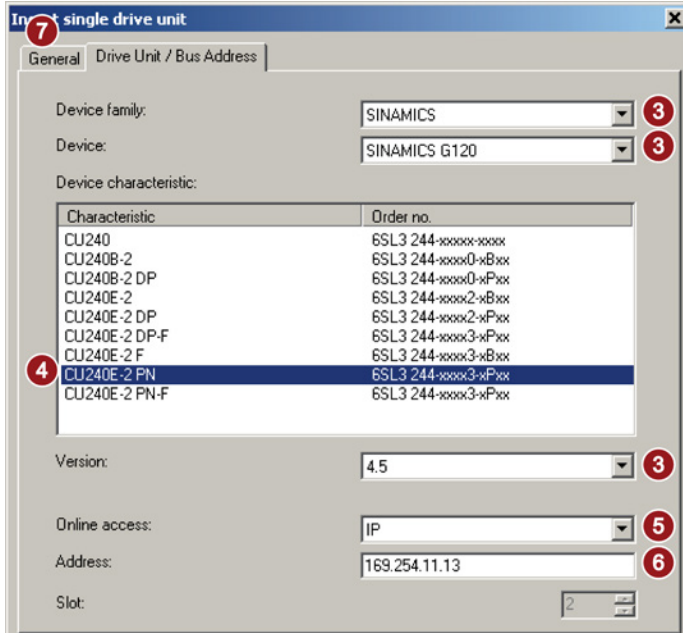 In   t single drive unit
7
General Drive Unit / Bus Address
Device family: SINAMICS 3
Device: SINAMICS G120 3
Device characteristic:
Characteristic Order no.
CU240 6SL3 244-xxxxx-xxxx
CU240B-2 6SL3 244-xxxx0-xBxx
CU240B-2 DP 6SL3 244-xxxx0-xPxx
CU240E-2 6SL3 244-xxxx2-xBxx
CU240E-2 DP 6SL3 244-xxxx2-xPxx
CU240E-2 DP-F 6SL3 244-xxxx3-xPxx
CU240E-2 F 6SL3 244-xxxx3-xBxx
4 CU240E-2 PN 6SL3 244-xxxx3-xPxx
CU240E-2 PN-F 6SL3 244-xxxx3-xPxx
Version: 4.5 3
Online access: IP 5
Address: 169.254.11.13 6
Slot: 2